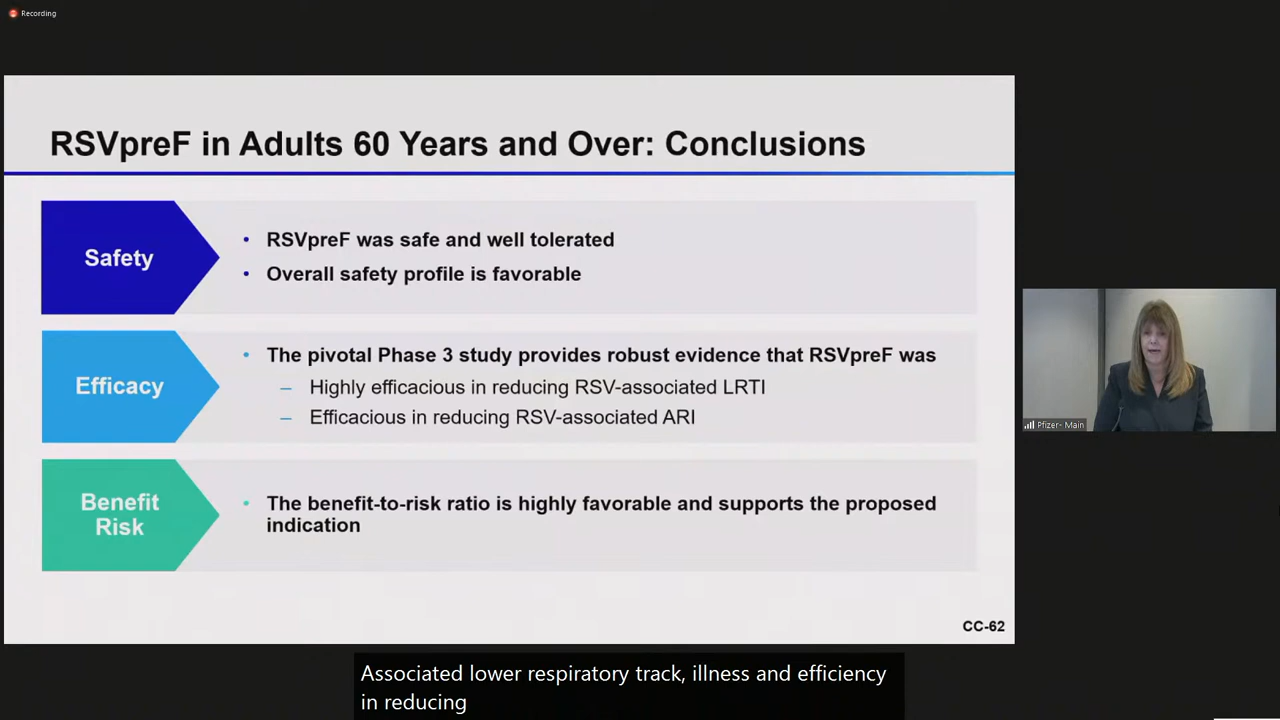 Recording
RSVpreF in Adults 60 Years and Over: Conclusions
Safety
• RSVpreF was safe and well tolerated
• Overall safety profile is favorable
Efficacy
• The pivotal Phase 3 study provides robust evidence that RSVpreF was
– Highly efficacious in reducing RSV-associated LRTI
– Efficacious in reducing RSV-associated ARI
Benefit
Risk
• The benefit-to-risk ratio is highly favorable and supports the proposed
indication
CC-62
Pfizer- Main
Associated lower respiratory track, illness and efficiency
in reducing